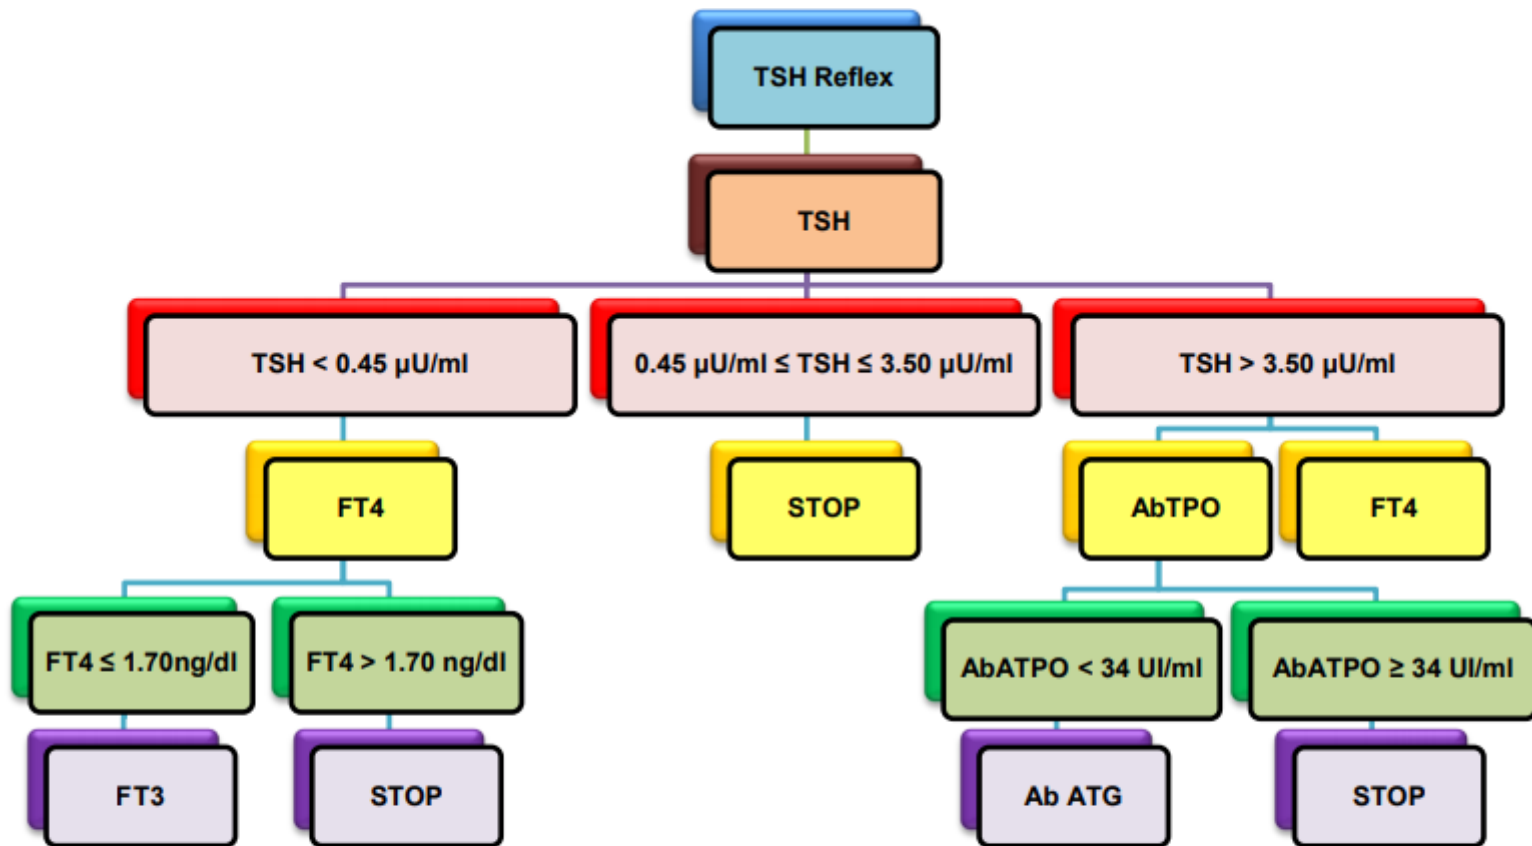 TSH Reflex
TSH
TSH < 0.45 µU/ml
0.45 µU/ml ≤ TSH ≤ 3.50 µU/ml
TSH > 3.50 µU/ml
FT4
STOP
AbTPO
FT4
FT4 ≤ 1.70ng/dl
FT4 > 1.70 ng/dl
AbATPO < 34 UI/ml
AbATPO ≥ 34 UI/ml
FT3
STOP
Ab ATG
STOP